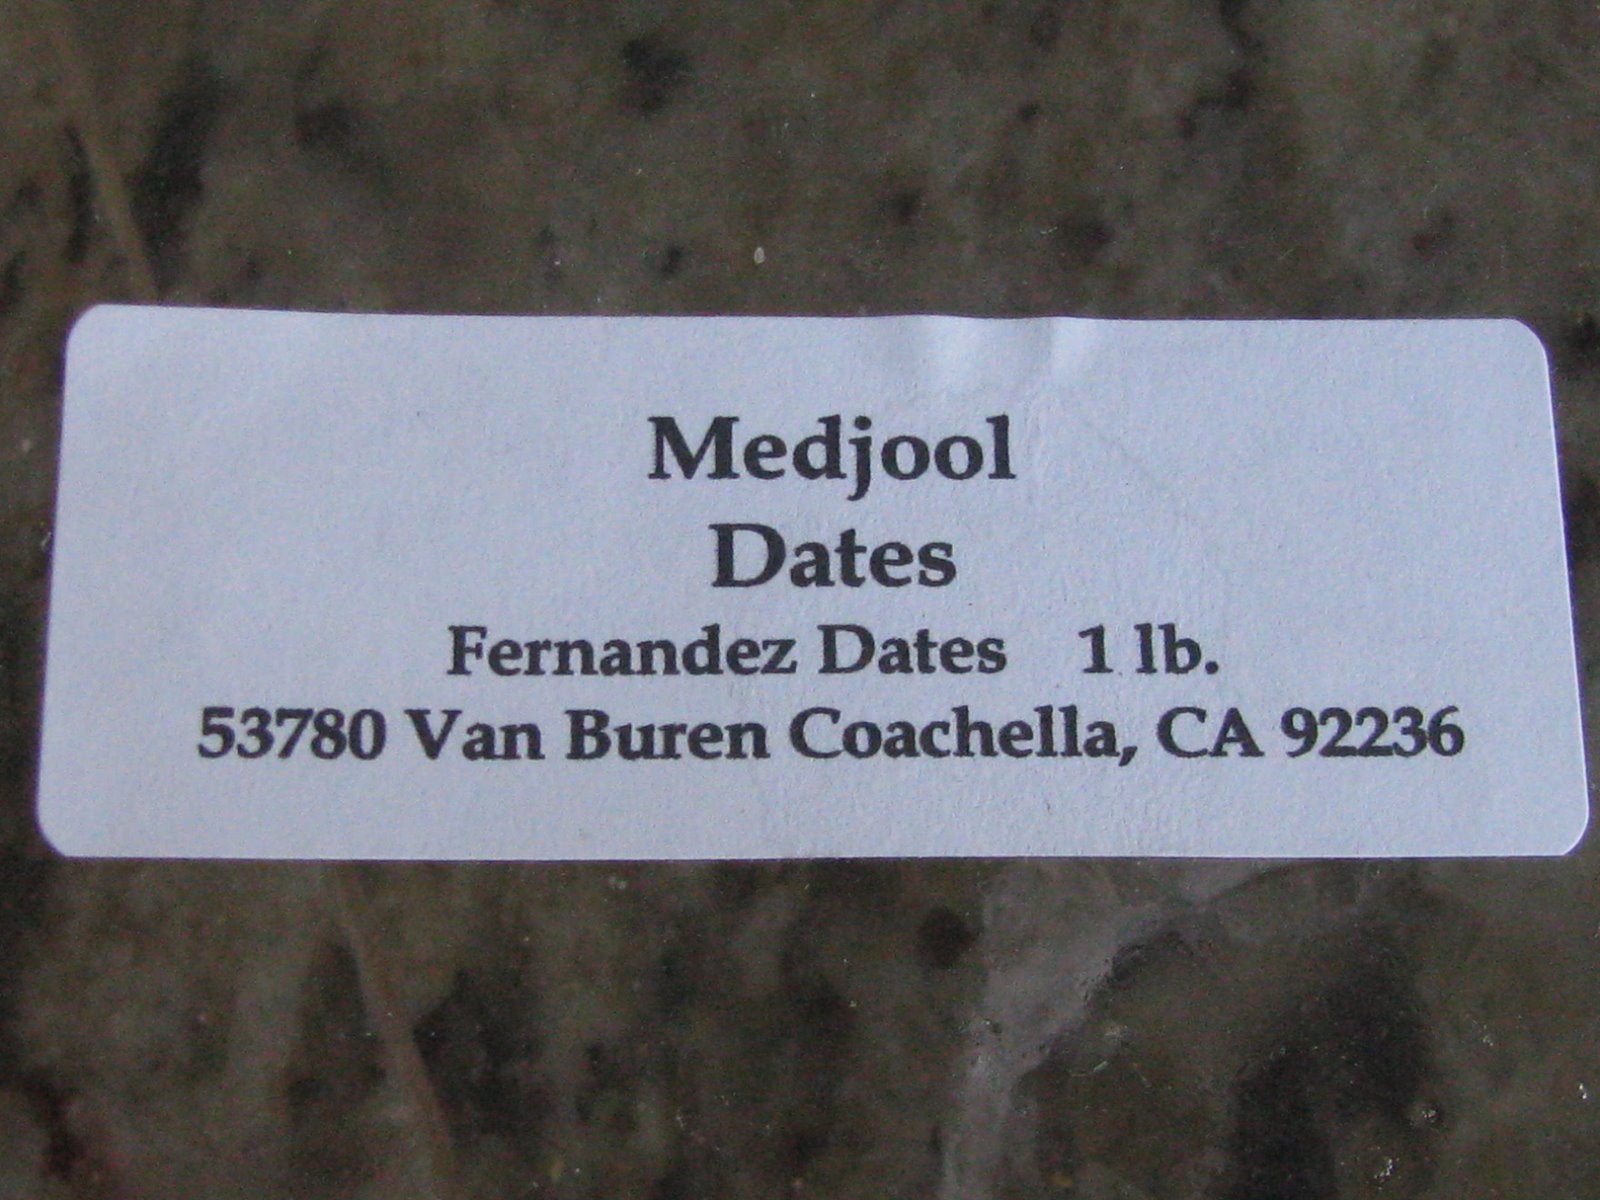 Medjool
Dates
Fernandez Dates 1 lb.
53780 Van Buren Coachella, CA 92236